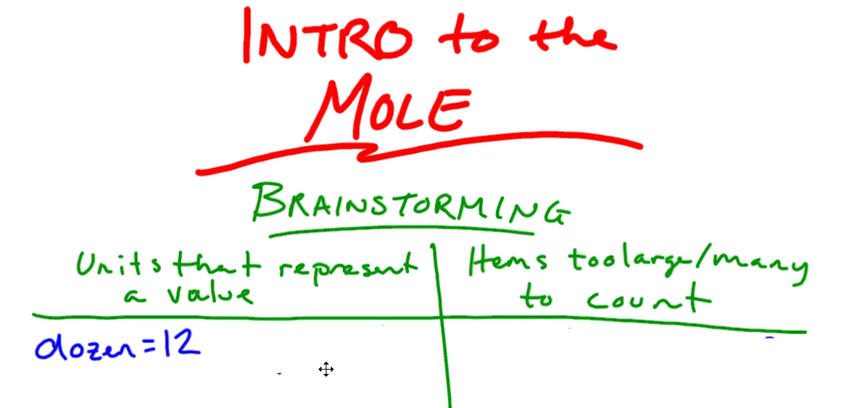 INTRO to the
MOLE
BRAINSTORMING
Units that represent
a value
Items too large/many
to count
dozen = 12